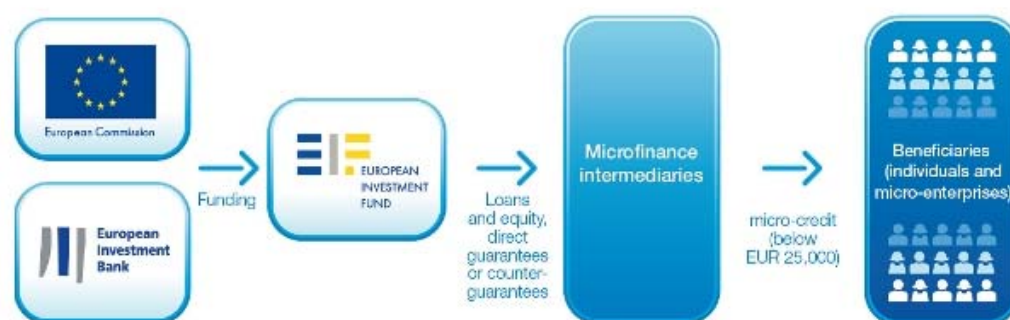 European Commission
European
Investment
Bank
Funding
EUROPEAN
INVESTMENT
FUND
Loans
and equity,
direct
guarantees
or counter-
guarantees
Microfinance
intermediaries
micro-credit
(below
EUR 25,000)
Beneficiaries
(individuals and
micro-enterprises)